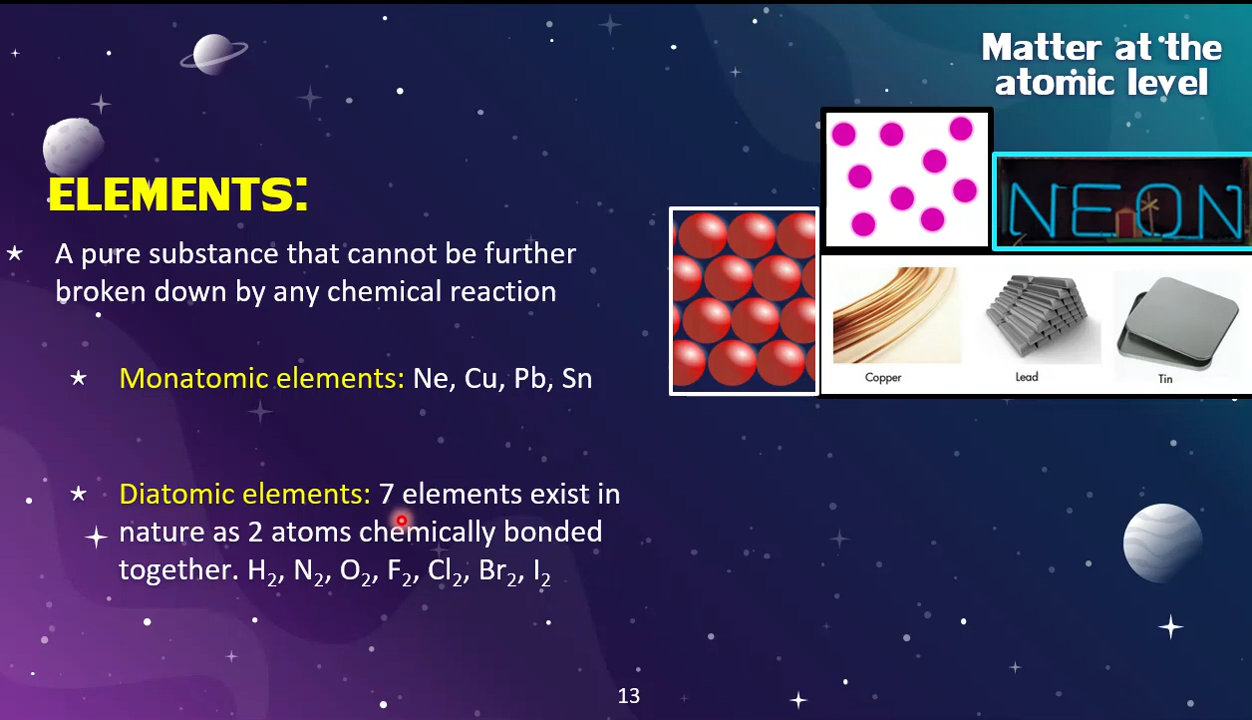 Matter at the
atomic level
ELEMENTS:
A pure substance that cannot be further
broken down by any chemical reaction
Monatomic elements: Ne, Cu, Pb, Sn
Diatomic elements: 7 elements exist in
nature as 2 atoms chemically bonded
together. H₂, N₂, O₂, F₂, Cl₂, Br₂, I₂
NEON
Copper Lead Tin
13